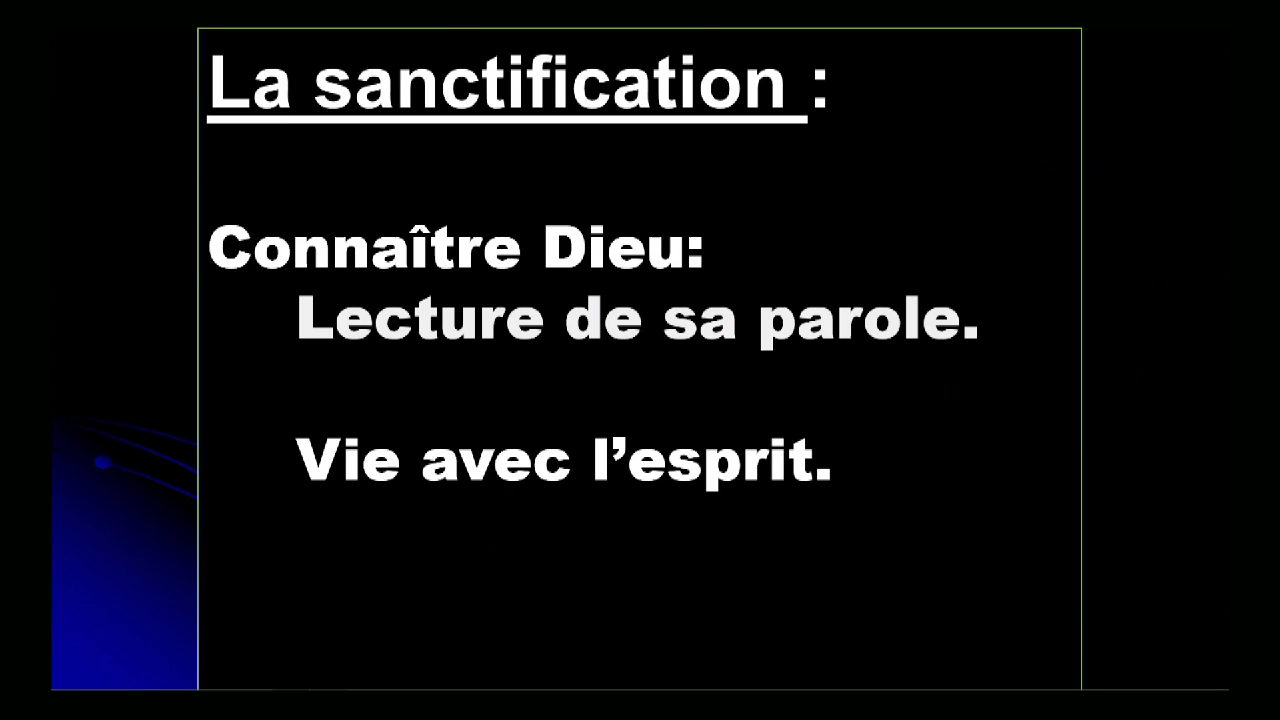 La sanctification :
Connaître Dieu:
Lecture de sa parole.
Vie avec l’esprit.